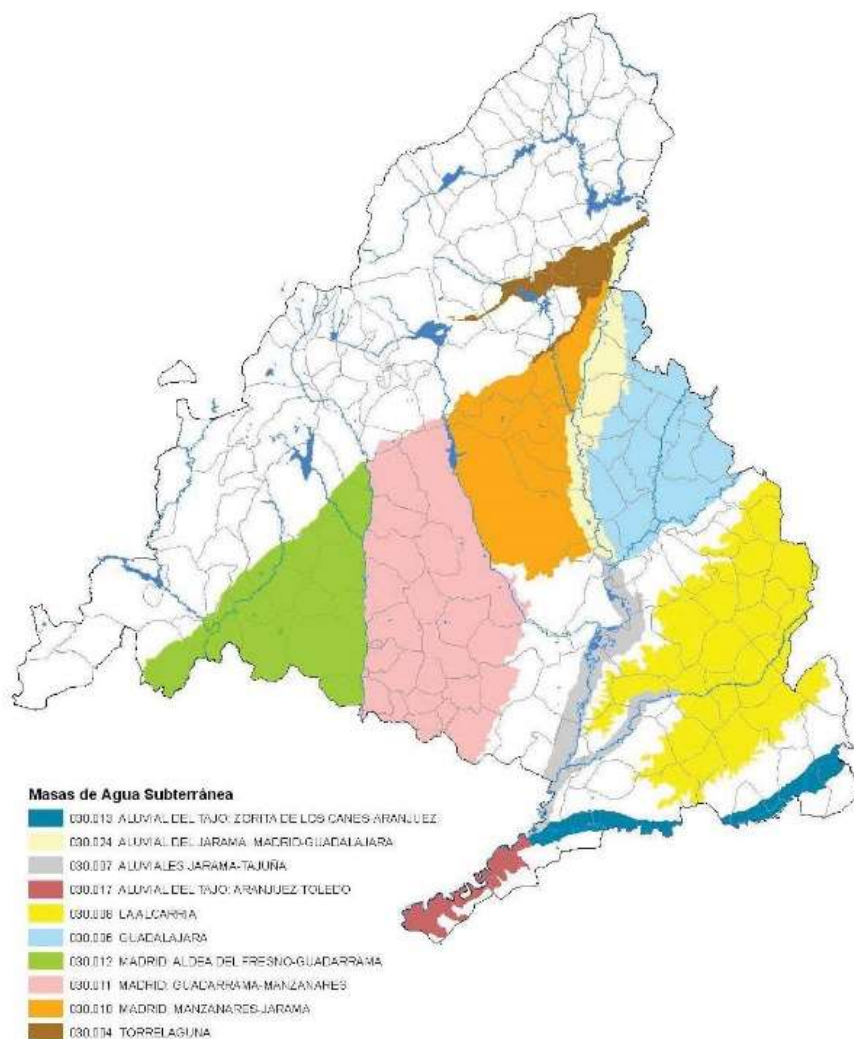 Masas de Agua Subterránea
030.013 ALUVIAL DEL TAJO: ZORITA DE LOS CANES-ARANJUEZ
030.024 ALUVIAL DEL JARAMA: MADRID-GUADALAJARA
030.007 ALUVIALES JARAMA-TAJUÑA
030.017 ALUVIAL DEL TAJO: ARANJUEZ-TOLEDO
030.008 LA ALCARRIA
030.006 GUADALAJARA
030.012 MADRID: ALDEA DEL FRESNO-GUADARRAMA
030.011 MADRID: GUADARRAMA-MANZANARES
030.010 MADRID: MANZANARES-JARAMA
030.004 TORRELAGUNA